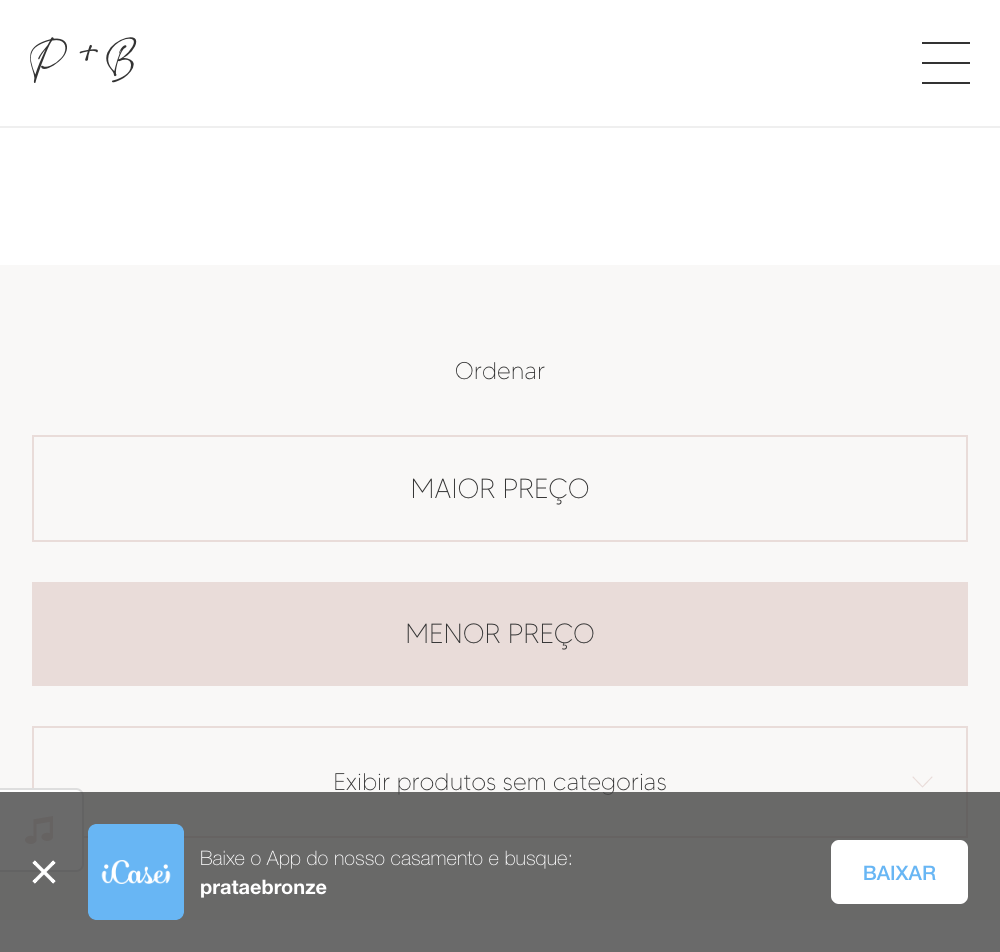 P + B
Ordenar
MAIOR PREÇO
MENOR PREÇO
Exibir produtos sem categorias
iCasei
Baixe o App do nosso casamento e busque:
prataebronze
BAIXAR